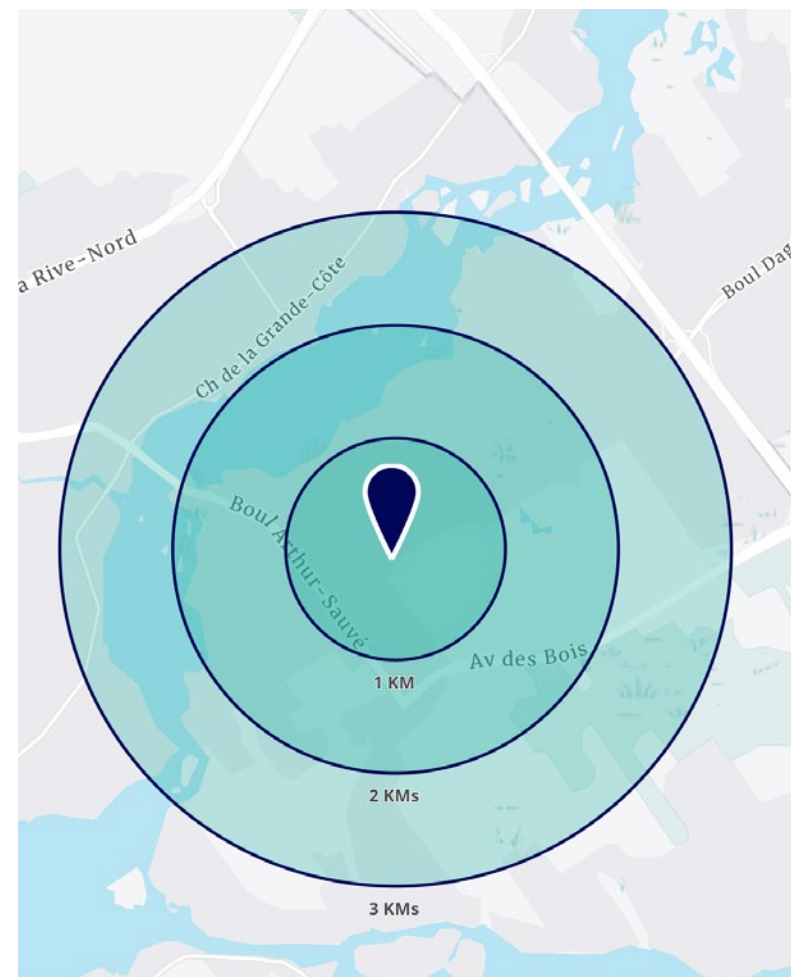 a Rive-Nord
Boul Dag
Ch de la Grande-Côte
Boul Arthur-Sauvé
Av des Bois
1 KM
2 KMs
3 KMs